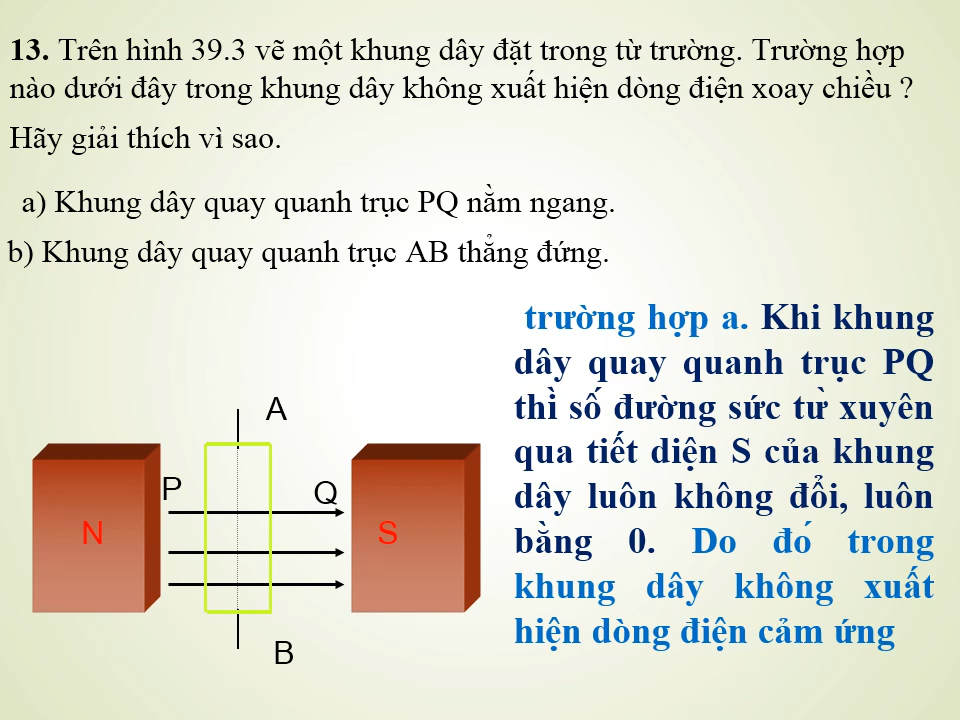 13. Trên hình 39.3 vẽ một khung dây đặt trong từ trường. Trường hợp
nào dưới đây trong khung dây không xuất hiện dòng điện xoay chiều ?
Hãy giải thích vì sao.
a) Khung dây quay quanh trục PQ nằm ngang.
b) Khung dây quay quanh trục AB thẳng đứng.
trường hợp a. Khi khung
dây quay quanh trục PQ
thì số đường sức từ xuyên
qua tiết diện S của khung
dây luôn không đổi, luôn
bằng 0. Do đó trong
khung dây không xuất
hiện dòng điện cảm ứng
A
P
Q
N
S
B